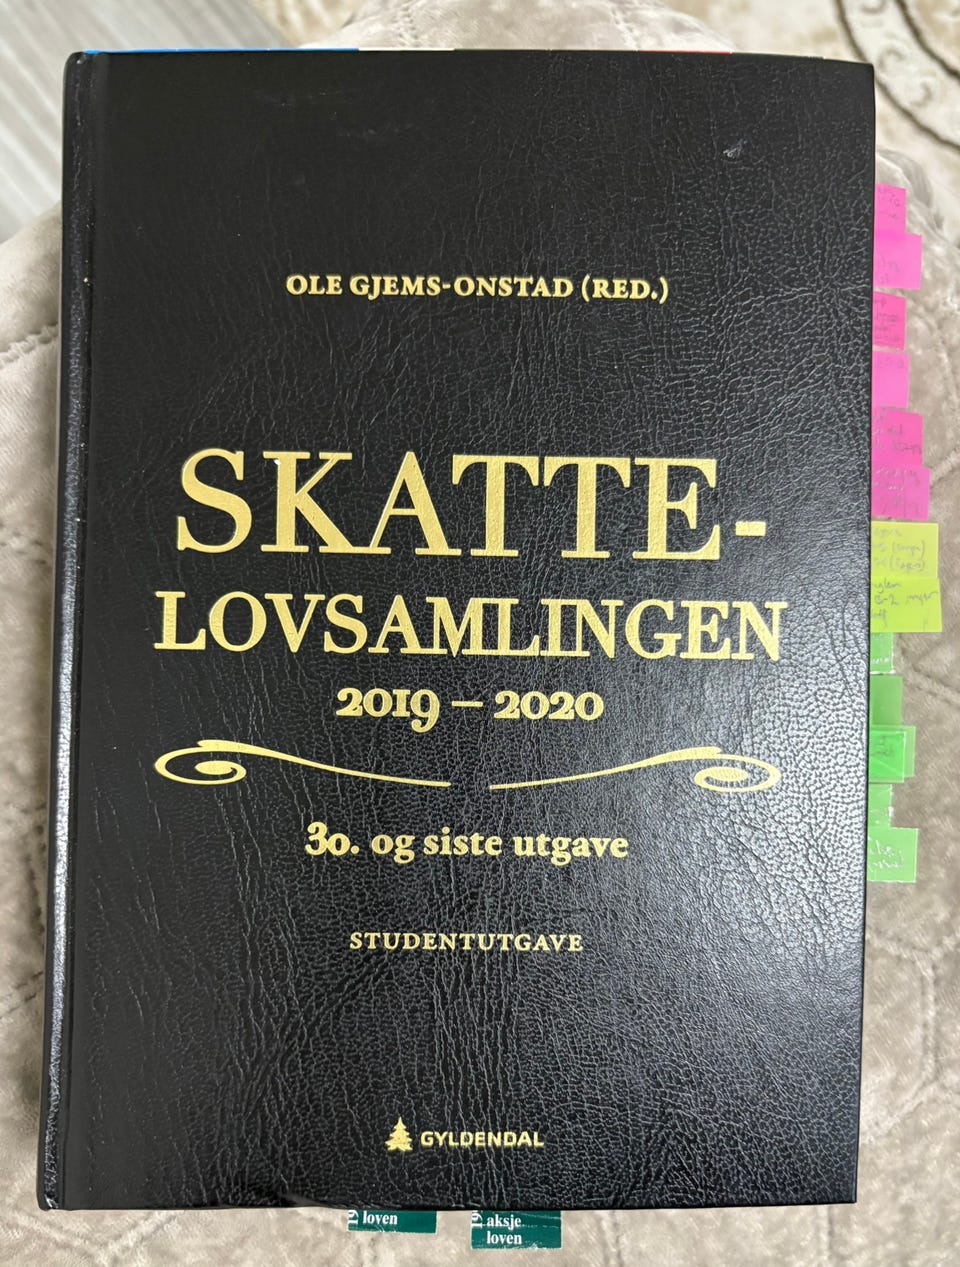 OLE GJEMS-ONSTAD (RED.)
SKATTE-
LOVSAMLINGEN
2019 – 2020
30. og siste utgave
STUDENTUTGAVE
GYLDENDAL
loven
aksje
loven